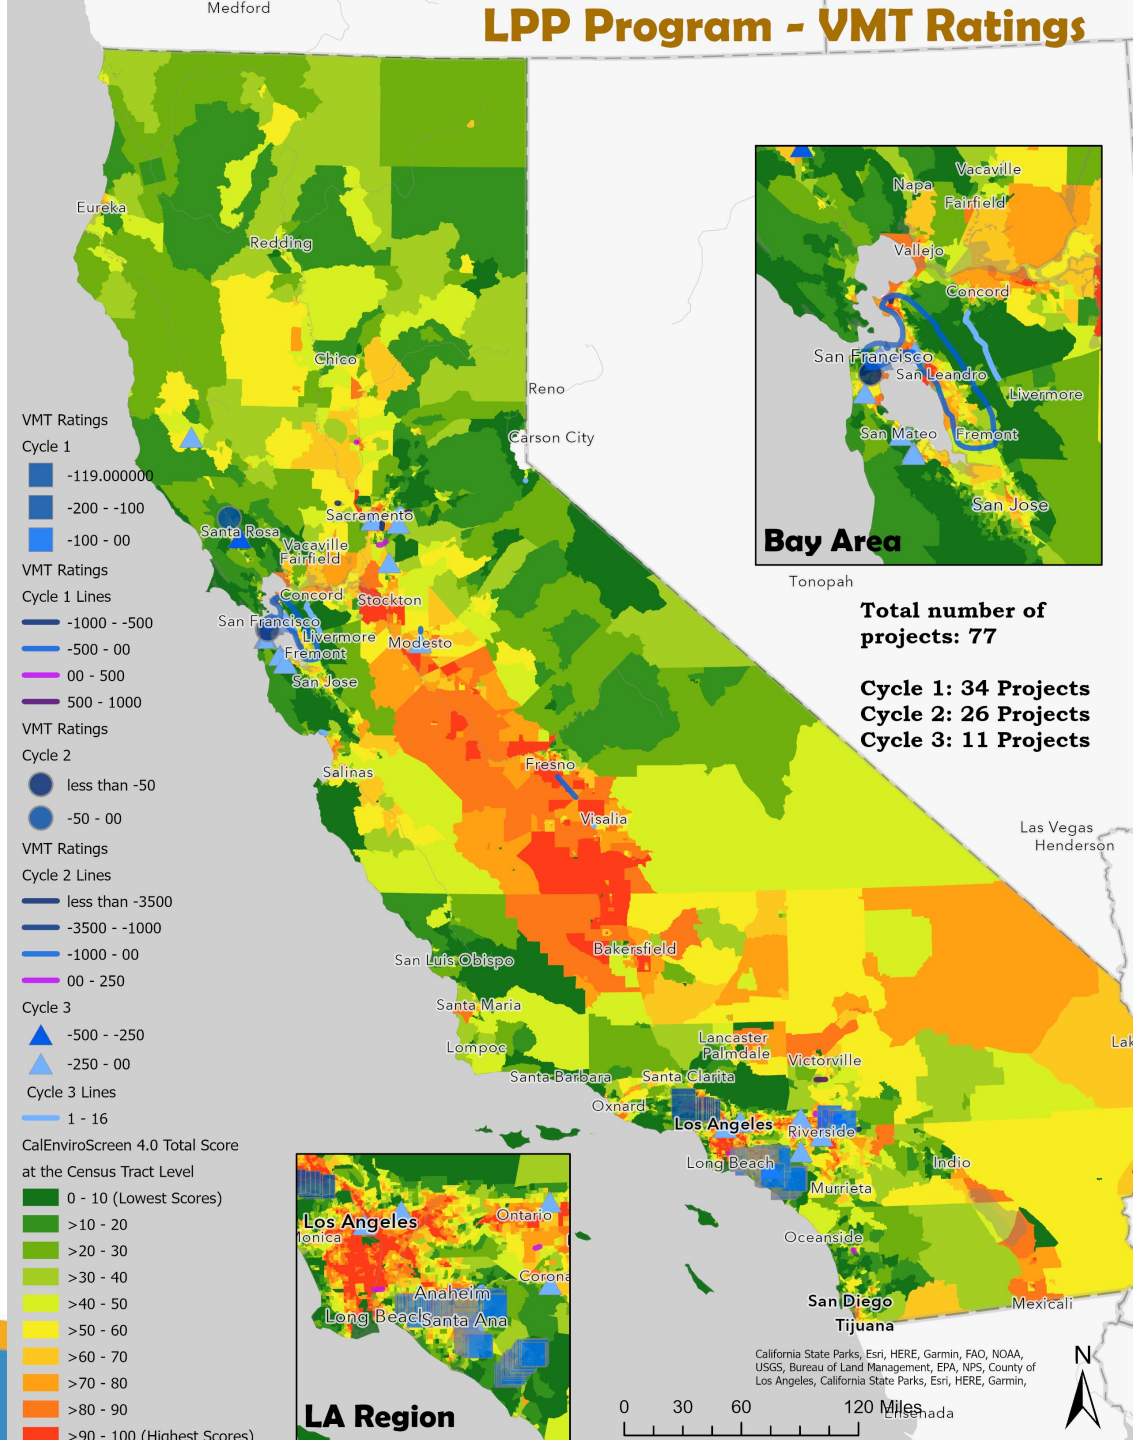 Medford
LPP Program - VMT Ratings
Eureka
Redding
Chico
Reno
Carson City
Sacramento
Santa Rosa
Vacaville
Fairfield
Concord
Stockton
San Francisco
Livermore
Modesto
Fremont
San Jose
Salinas
Fresno
Visalia
Bakersfield
San Luis Obispo
Santa Maria
Lompoc
Santa Barbara
Santa Clarita
Lancaster
Palmdale
Victorville
Oxnard
Los Angeles
Riverside
Long Beach
Indio
Murrieta
Oceanside
San Diego
Tijuana
Mexicali
Ensenada
Tonopah
Las Vegas
Henderson
Lak
Vacaville
Napa
Fairfield
Vallejo
Concord
San Francisco
San Leandro
Livermore
San Mateo
Fremont
San Jose
Bay Area
Total number of
projects: 77
Cycle 1: 34 Projects
Cycle 2: 26 Projects
Cycle 3: 11 Projects
VMT Ratings
Cycle 1
-119.000000
-200 - -100
-100 - 00
VMT Ratings
Cycle 1 Lines
-1000 - -500
-500 - 00
00 - 500
500 - 1000
VMT Ratings
Cycle 2
less than -50
-50 - 00
VMT Ratings
Cycle 2 Lines
less than -3500
-3500 - -1000
-1000 - 00
00 - 250
Cycle 3
-500 - -250
-250 - 00
Cycle 3 Lines
1 - 16
CalEnviroScreen 4.0 Total Score
at the Census Tract Level
0 - 10 (Lowest Scores)
>10 - 20
>20 - 30
>30 - 40
>40 - 50
>50 - 60
>60 - 70
>70 - 80
>80 - 90
>90 - 100 (Highest Scores)
Los Angeles
Ontario
Monica
Corona
Anaheim
Long Beach
Santa Ana
LA Region
California State Parks, Esri, HERE, Garmin, FAO, NOAA,
USGS, Bureau of Land Management, EPA, NPS, County of
Los Angeles, California State Parks, Esri, HERE, Garmin,
N
0 30 60 120 Miles